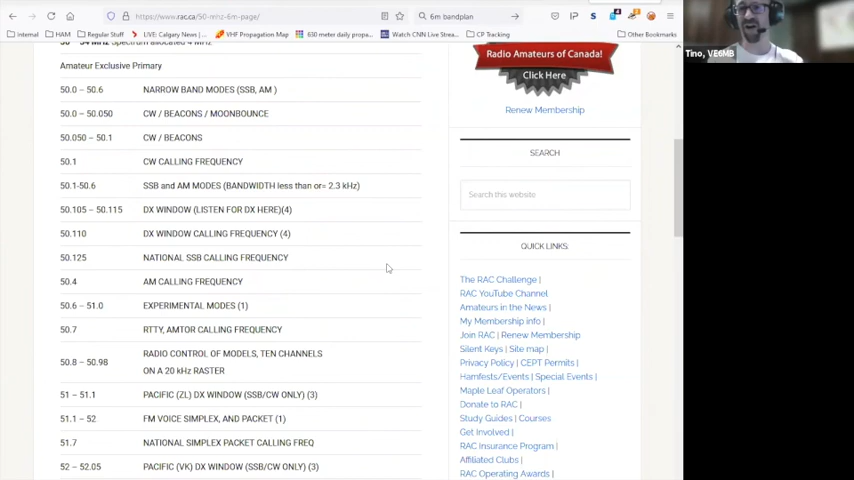 https://www.rac.ca/50-mhz-6m-page/
6m bandplan
Internal
HAM
Regular Stuff
LIVE: Calgary News |...
VHF Propagation Map
630 meter daily propa...
Watch CNN Live Strea...
CP Tracking
Other Bookmarks
Tino, VE6MB
50 – 54 MHz Spectrum allocated 4 MHz
Amateur Exclusive Primary
50.0 – 50.6 NARROW BAND MODES (SSB, AM )
50.0 – 50.050 CW / BEACONS / MOONBOUNCE
50.050 – 50.1 CW / BEACONS
50.1 CW CALLING FREQUENCY
50.1-50.6 SSB and AM MODES (BANDWIDTH less than or= 2.3 kHz)
50.105 – 50.115 DX WINDOW (LISTEN FOR DX HERE)(4)
50.110 DX WINDOW CALLING FREQUENCY (4)
50.125 NATIONAL SSB CALLING FREQUENCY
50.4 AM CALLING FREQUENCY
50.6 – 51.0 EXPERIMENTAL MODES (1)
50.7 RTTY, AMTOR CALLING FREQUENCY
50.8 – 50.98 RADIO CONTROL OF MODELS, TEN CHANNELS
ON A 20 kHz RASTER
51 – 51.1 PACIFIC (ZL) DX WINDOW (SSB/CW ONLY) (3)
51.1 – 52 FM VOICE SIMPLEX, AND PACKET (1)
51.7 NATIONAL SIMPLEX PACKET CALLING FREQ
52 – 52.05 PACIFIC (VK) DX WINDOW (SSB/CW ONLY) (3)
Radio Amateurs of Canada!
Click Here
Renew Membership
SEARCH
Search this website
QUICK LINKS:
The RAC Challenge |
RAC YouTube Channel
Amateurs in the News |
My Membership info |
Join RAC | Renew Membership
Silent Keys | Site map |
Privacy Policy | CEPT Permits |
Hamfests/Events | Special Events |
Maple Leaf Operators |
Donate to RAC |
Study Guides | Courses
Get Involved |
RAC Insurance Program |
Affiliated Clubs |
RAC Operating Awards |